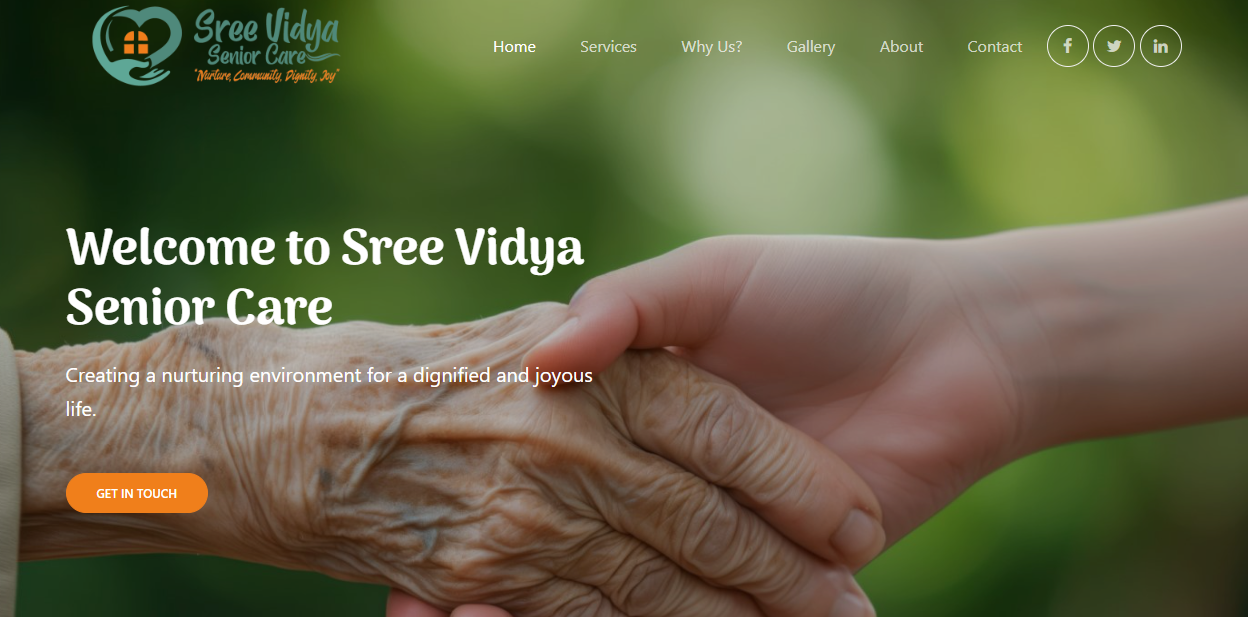 Sree Vidya
Senior Care
"Nurture, Community, Dignity, Joy"
Home Services Why Us? Gallery About Contact
Welcome to Sree Vidya
Senior Care
Creating a nurturing environment for a dignified and joyous
life.
GET IN TOUCH